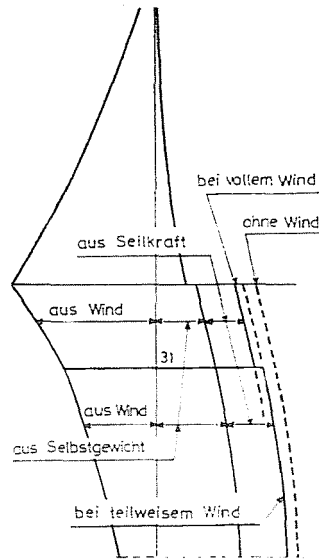 bei vollem Wind
ohne Wind
aus Seilkraft
aus Wind
31
aus Wind
aus Selbstgewicht
bei teilweisem Wind